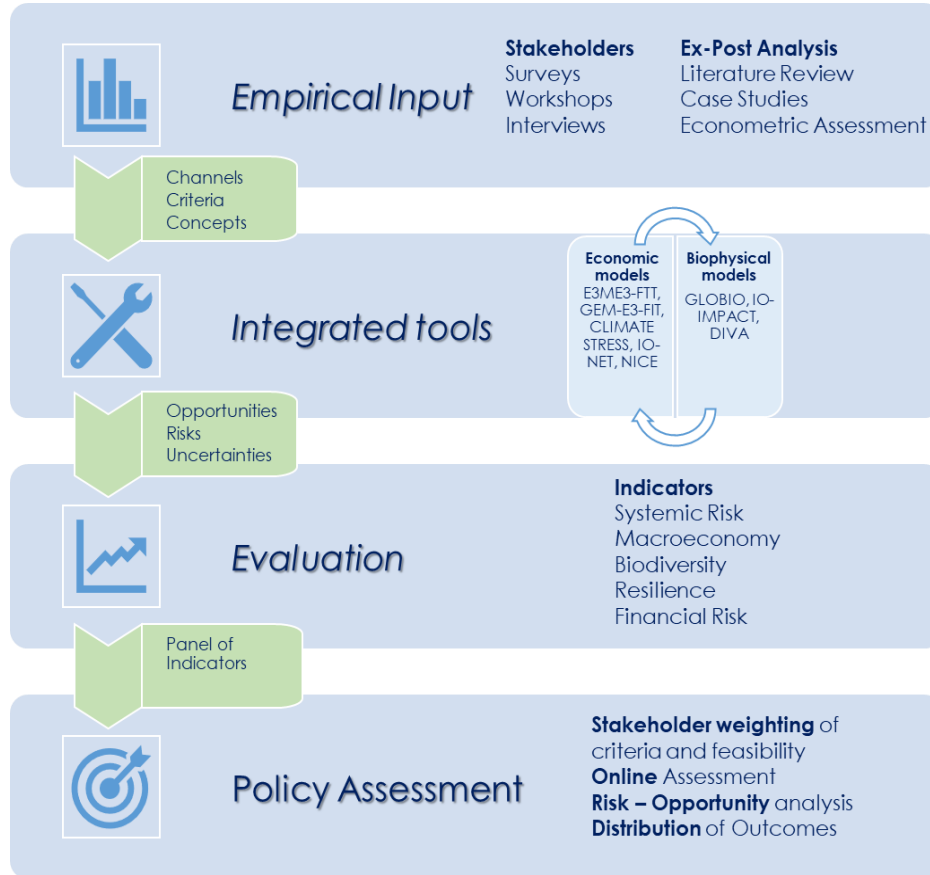 Empirical Input
Stakeholders
Surveys
Workshops
Interviews
Ex-Post Analysis
Literature Review
Case Studies
Econometric Assessment
Channels
Criteria
Concepts
Integrated tools
Economic
models
E3ME3-FTT,
GEM-E3-FIT,
CLIMATE
STRESS, IO-
NET, NICE
Biophysical
models
GLOBIO, IO-
IMPACT,
DIVA
Opportunities
Risks
Uncertainties
Evaluation
Indicators
Systemic Risk
Macroeconomy
Biodiversity
Resilience
Financial Risk
Panel of
Indicators
Policy Assessment
Stakeholder weighting of
criteria and feasibility
Online Assessment
Risk – Opportunity analysis
Distribution of Outcomes